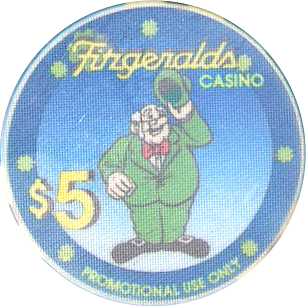 Fitzgeralds
CASINO
$5
PROMOTIONAL USE ONLY